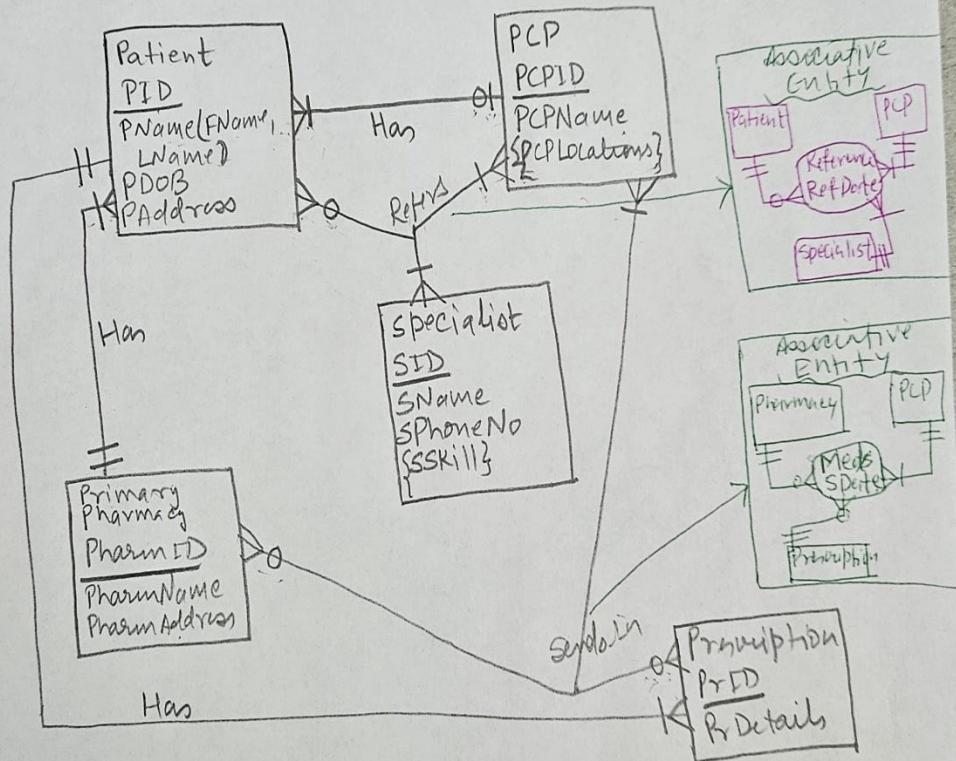 Patient
PID
PName(FName,
LName)
PDOB
PAddress
Has
PCP
PCPID
PCPName
{PCPLocations}
Refers
Associative
Entity
Patient
PCP
Reference
RefDate
Specialist
Has
Specialist
SID
SName
SPhoneNo
{SSkill}
Associative
Entity
Pharmacy
PCP
Meds
SDate
Prescription
Primary
Pharmacy
PharmID
PharmName
PharmAddress
Sends in
Prescription
PrID
PrDetails
Has